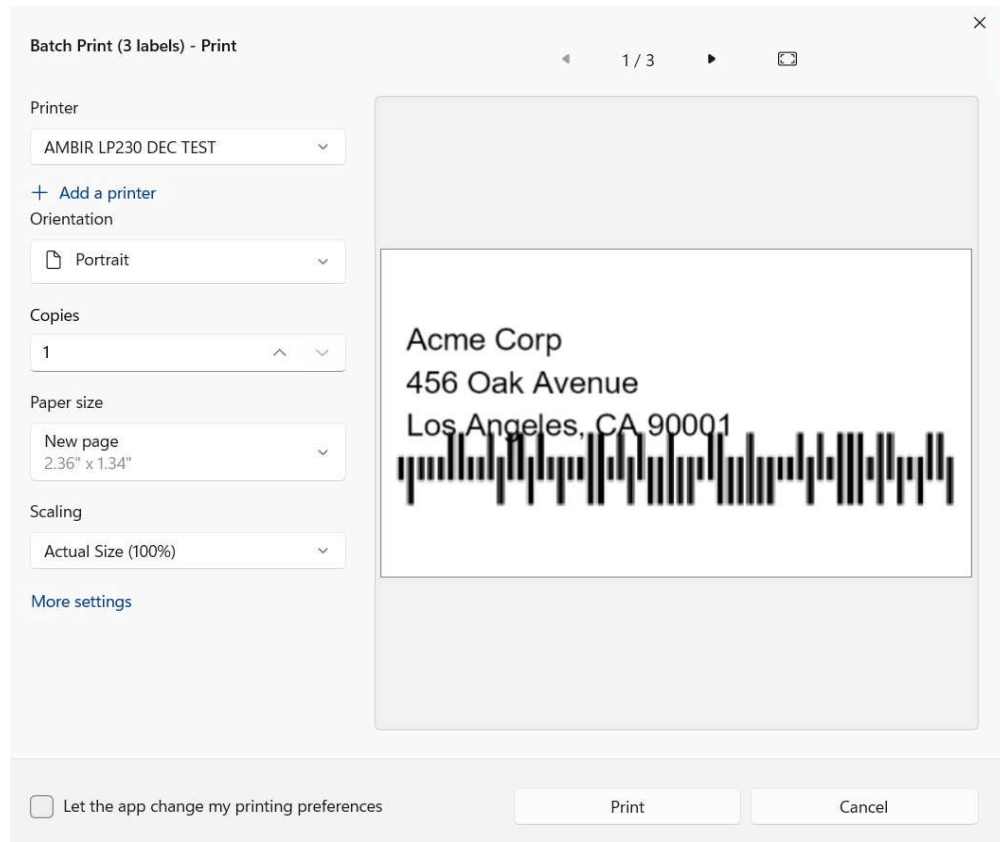 Batch Print (3 labels) - Print
1 / 3
Printer
AMBIR LP230 DEC TEST
Add a printer
Orientation
Portrait
Copies
1
Paper size
New page
2.36" x 1.34"
Scaling
Actual Size (100%)
More settings
Acme Corp
456 Oak Avenue
Los Angeles, CA 90001
Let the app change my printing preferences
Print
Cancel